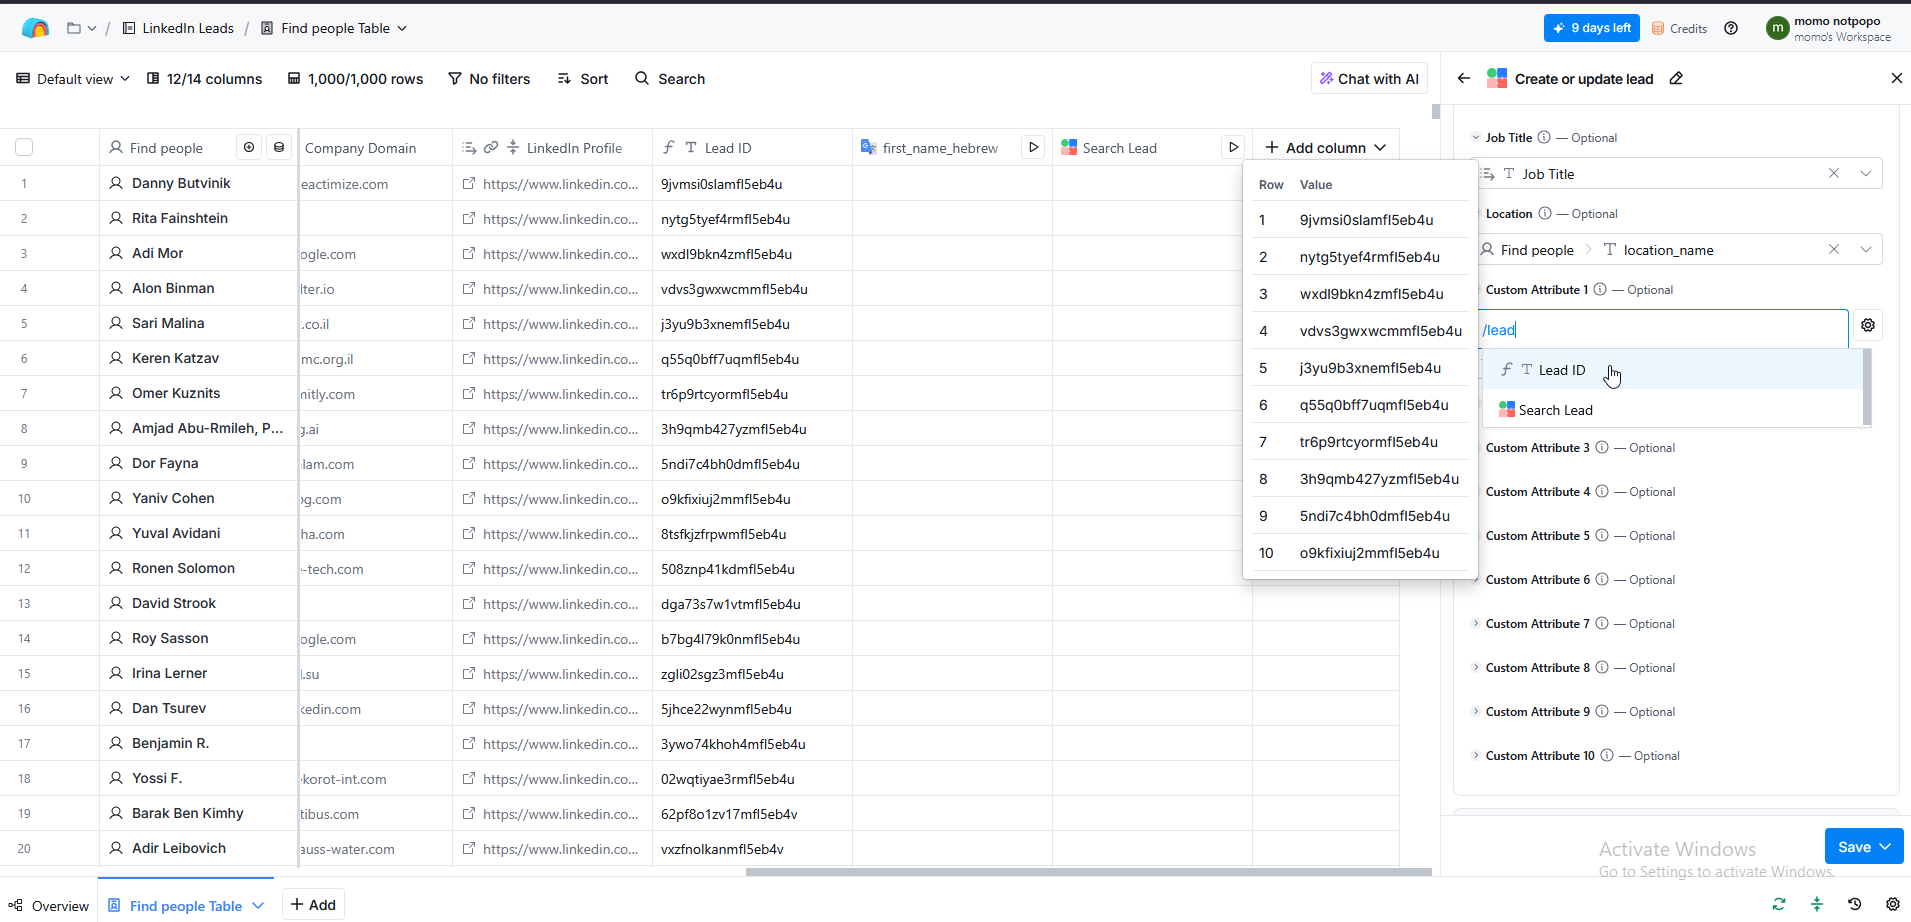 LinkedIn Leads / Find people Table
9 days left
Credits
m
momo notpopo
momo's Workspace
Default view
12/14 columns
1,000/1,000 rows
No filters
Sort
Search
Chat with AI
Create or update lead
Find people
Company Domain
LinkedIn Profile
Lead ID
first_name_hebrew
Search Lead
Add column
1 Danny Butvinik eactimize.com https://www.linkedin.co... 9jvmsi0slamfl5eb4u
2 Rita Fainshtein https://www.linkedin.co... nytg5tyef4rmfl5eb4u
3 Adi Mor ogle.com https://www.linkedin.co... wxdl9bkn4zmfl5eb4u
4 Alon Binman lter.io https://www.linkedin.co... vdvs3gwxwcmmfl5eb4u
5 Sari Malina .co.il https://www.linkedin.co... j3yu9b3xnemfl5eb4u
6 Keren Katzav mc.org.il https://www.linkedin.co... q55q0bff7uqmfl5eb4u
7 Omer Kuznits nitly.com https://www.linkedin.co... tr6p9rtcyormfl5eb4u
8 Amjad Abu-Rmileh, P... g.ai https://www.linkedin.co... 3h9qmb427yzmfl5eb4u
9 Dor Fayna lam.com https://www.linkedin.co... 5ndi7c4bh0dmfl5eb4u
10 Yaniv Cohen og.com https://www.linkedin.co... o9kfixiuj2mmfl5eb4u
11 Yuval Avidani ha.com https://www.linkedin.co... 8tsfkjzfrpwmfl5eb4u
12 Ronen Solomon -tech.com https://www.linkedin.co... 508znp41kdmfl5eb4u
13 David Strook https://www.linkedin.co... dga73s7w1vtmfl5eb4u
14 Roy Sasson ogle.com https://www.linkedin.co... b7bg4l79k0nmfl5eb4u
15 Irina Lerner l.su https://www.linkedin.co... zgli02sgz3mfl5eb4u
16 Dan Tsurev kedin.com https://www.linkedin.co... 5jhce22wynmfl5eb4u
17 Benjamin R. https://www.linkedin.co... 3ywo74khoh4mfl5eb4u
18 Yossi F. ekorot-int.com https://www.linkedin.co... 02wqtiyae3rmfl5eb4u
19 Barak Ben Kimhy tibus.com https://www.linkedin.co... 62pf8o1zv17mfl5eb4v
20 Adir Leibovich auss-water.com https://www.linkedin.co... vxzfnolkanmfl5eb4v
Row Value
1 9jvmsi0slamfl5eb4u
2 nytg5tyef4rmfl5eb4u
3 wxdl9bkn4zmfl5eb4u
4 vdvs3gwxwcmmfl5eb4u
5 j3yu9b3xnemfl5eb4u
6 q55q0bff7uqmfl5eb4u
7 tr6p9rtcyormfl5eb4u
8 3h9qmb427yzmfl5eb4u
9 5ndi7c4bh0dmfl5eb4u
10 o9kfixiuj2mmfl5eb4u
Job Title — Optional
Job Title
Location — Optional
Find people > location_name
Custom Attribute 1 — Optional
/lead
Lead ID
Search Lead
Custom Attribute 3 — Optional
Custom Attribute 4 — Optional
Custom Attribute 5 — Optional
Custom Attribute 6 — Optional
Custom Attribute 7 — Optional
Custom Attribute 8 — Optional
Custom Attribute 9 — Optional
Custom Attribute 10 — Optional
Save
Activate Windows
Go to Settings to activate Windows.
Overview
Find people Table
Add